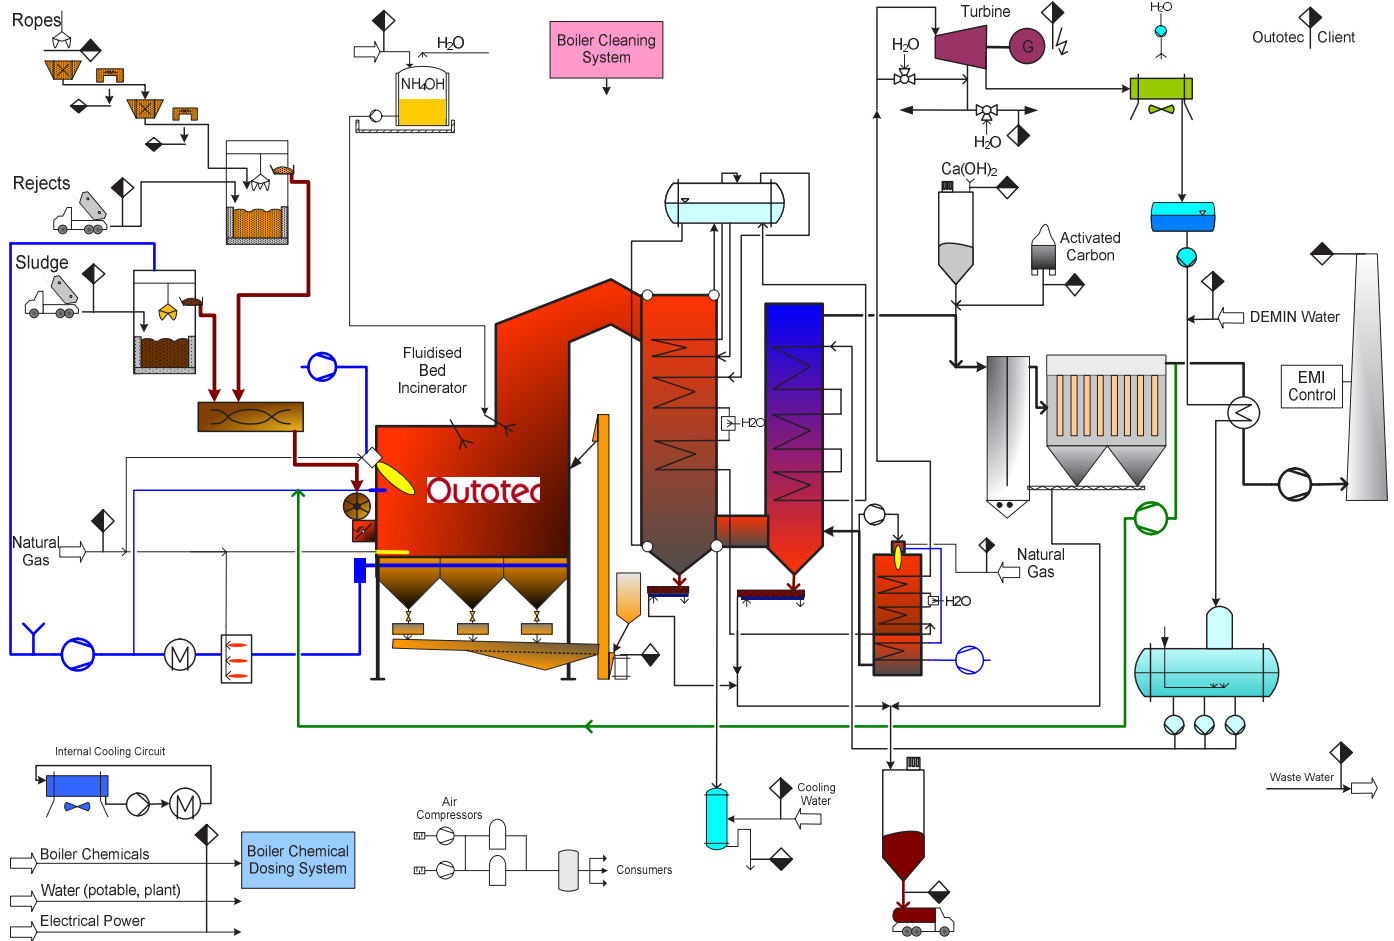 Ropes
H₂O
NH₄OH
Boiler Cleaning
System
Turbine
G
H₂O
H₂O
H₂O
Outotec
Client
Rejects
Ca(OH)₂
Sludge
Activated
Carbon
DEMIN Water
Fluidised
Bed
Incinerator
EMI
Control
H2O
Outotec
Natural
Gas
Natural
Gas
H2O
Internal Cooling Circuit
Waste Water
Air
Compressors
Cooling
Water
Consumers
Boiler Chemicals
Boiler Chemical
Dosing System
Water (potable, plant)
Electrical Power